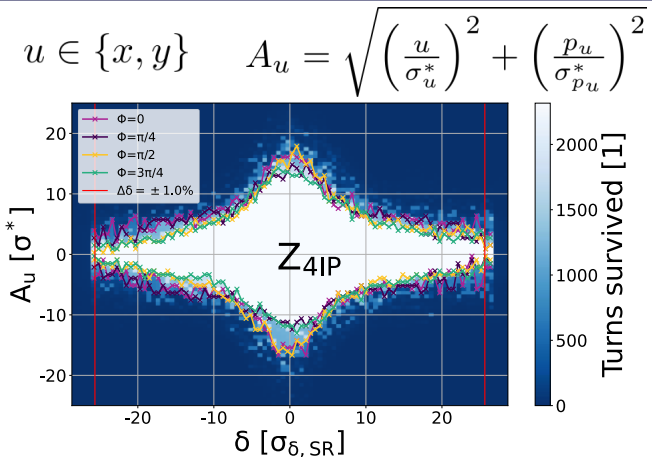 u ∈ {x, y}
A_u = √((u/σ*_u)² + (p_u/σ*_{p_u})²)
Φ=0
Φ=π/4
Φ=π/2
Φ=3π/4
Δδ = ±1.0%
Z_4IP
A_u [σ*]
20
10
0
-10
-20
-20
-10
0
10
20
δ [σ_δ, SR]
2000
1500
1000
500
0
Turns survived [1]